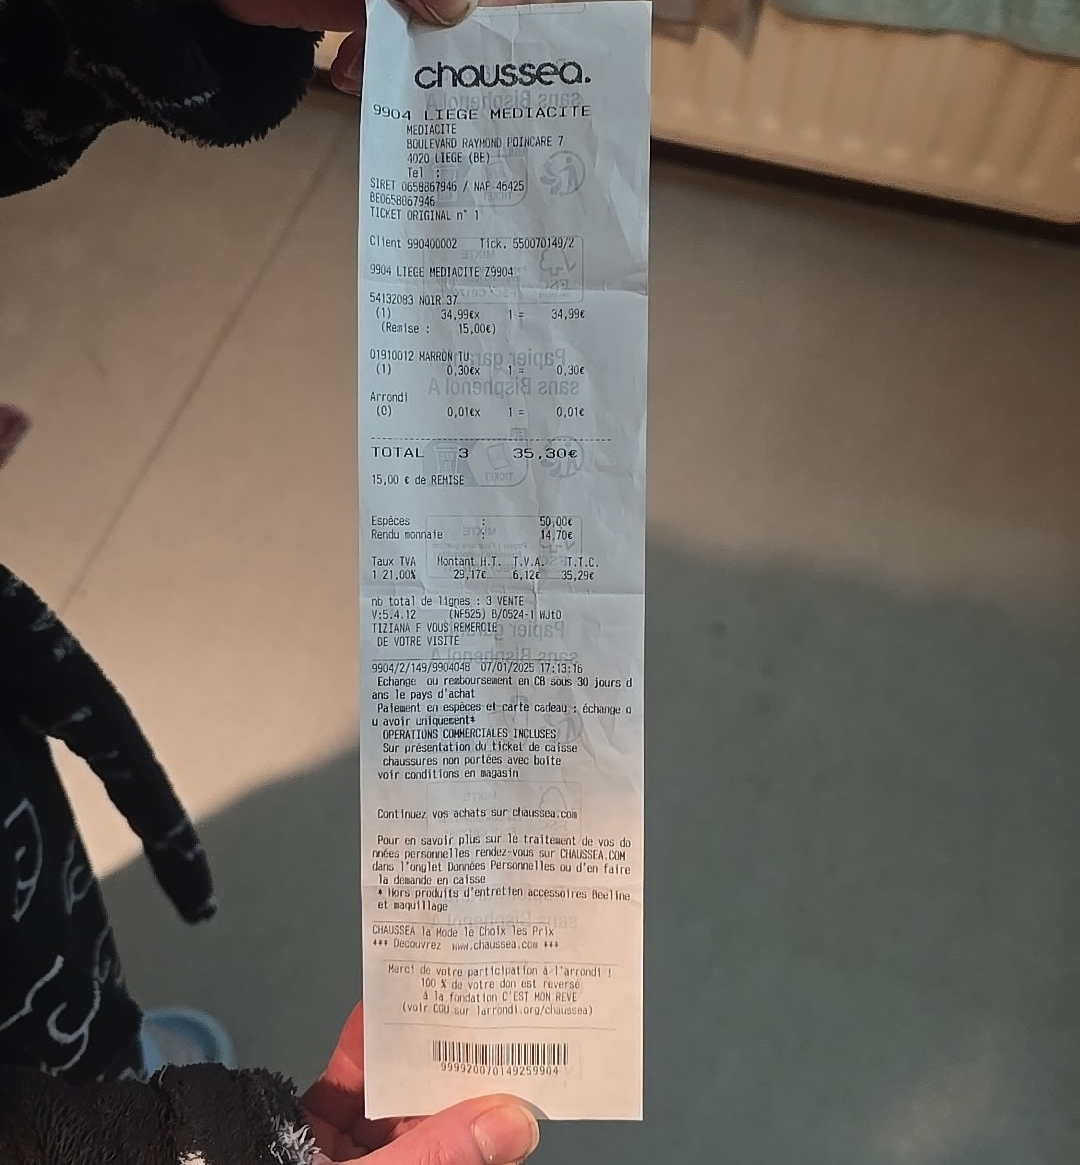 chaussea.
9904 LIEGE MEDIACITE
MEDIACITE
BOULEVARD RAYMOND POINCARE 7
4020 LIEGE (BE)
Tel :
SIRET 0658867946 / NAF 46425
BE0658867946
TICKET ORIGINAL n° 1
Client 990400002 Tick. 550070149/2
9904 LIEGE MEDIACITE Z9904
54132083 NOIR 37
(1) 34,99€x 1 = 34,99€
(Remise : 15,00€)
01910012 MARRON TU
(1) 0,30€x 1 = 0,30€
Arrondi
(0) 0,01€x 1 = 0,01€
TOTAL 3 35,30€
15,00 € de REMISE
Espèces : 50,00€
Rendu monnaie : 14,70€
Taux TVA Montant H.T. T.V.A. T.T.C.
1 21,00% 29,17€ 6,12€ 35,29€
nb total de lignes : 3 VENTE
V:5.4.12 (NF525) B/0524-1 WJtO
TIZIANA F VOUS REMERCIE
DE VOTRE VISITE
9904/2/149/9904048 07/01/2025 17:13:16
Echange ou remboursement en CB sous 30 jours d
ans le pays d'achat
Paiement en espèces et carte cadeau : échange o
u avoir uniquement*
OPERATIONS COMMERCIALES INCLUSES
Sur présentation du ticket de caisse
chaussures non portées avec boite
voir conditions en magasin
Continuez vos achats sur chaussea.com
Pour en savoir plus sur le traitement de vos do
nnées personnelles rendez-vous sur CHAUSSEA.COM
dans l'onglet Données Personnelles ou d'en faire
la demande en caisse
* Hors produits d'entretien accessoires Beeline
et maquillage
CHAUSSEA la Mode le Choix les Prix
*** Decouvrez www.chaussea.com ***
Merci de votre participation à l'arrondi !
100 % de votre don est reversé
à la fondation C'EST MON REVE
(voir CGU sur larrondi.org/chaussea)
999920070149259904